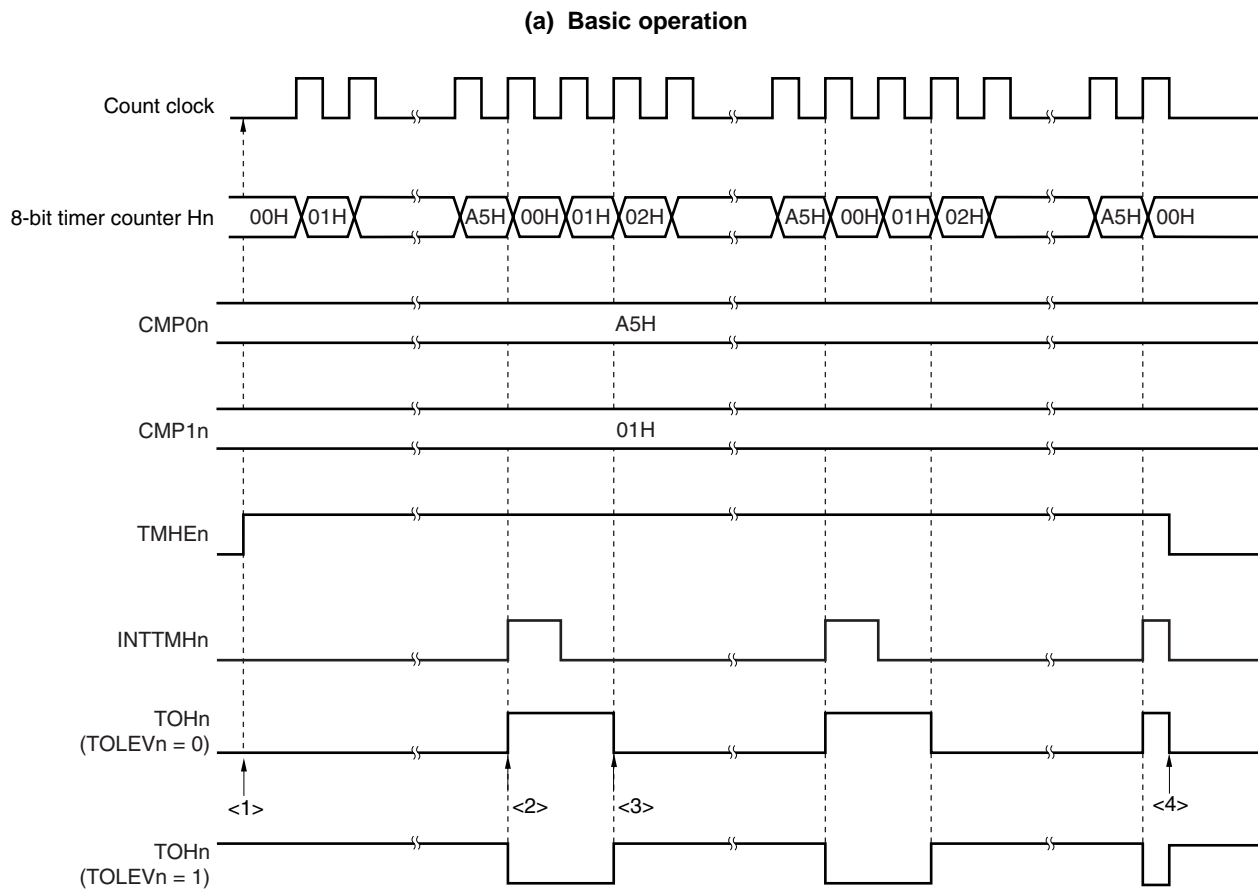 (a) Basic operation
Count clock
8-bit timer counter Hn
00H 01H A5H 00H 01H 02H A5H 00H 01H 02H A5H 00H
CMP0n
A5H
CMP1n
01H
TMHEn
INTTMHn
TOHn
(TOLEVn = 0)
<1> <2> <3> <4>
TOHn
(TOLEVn = 1)